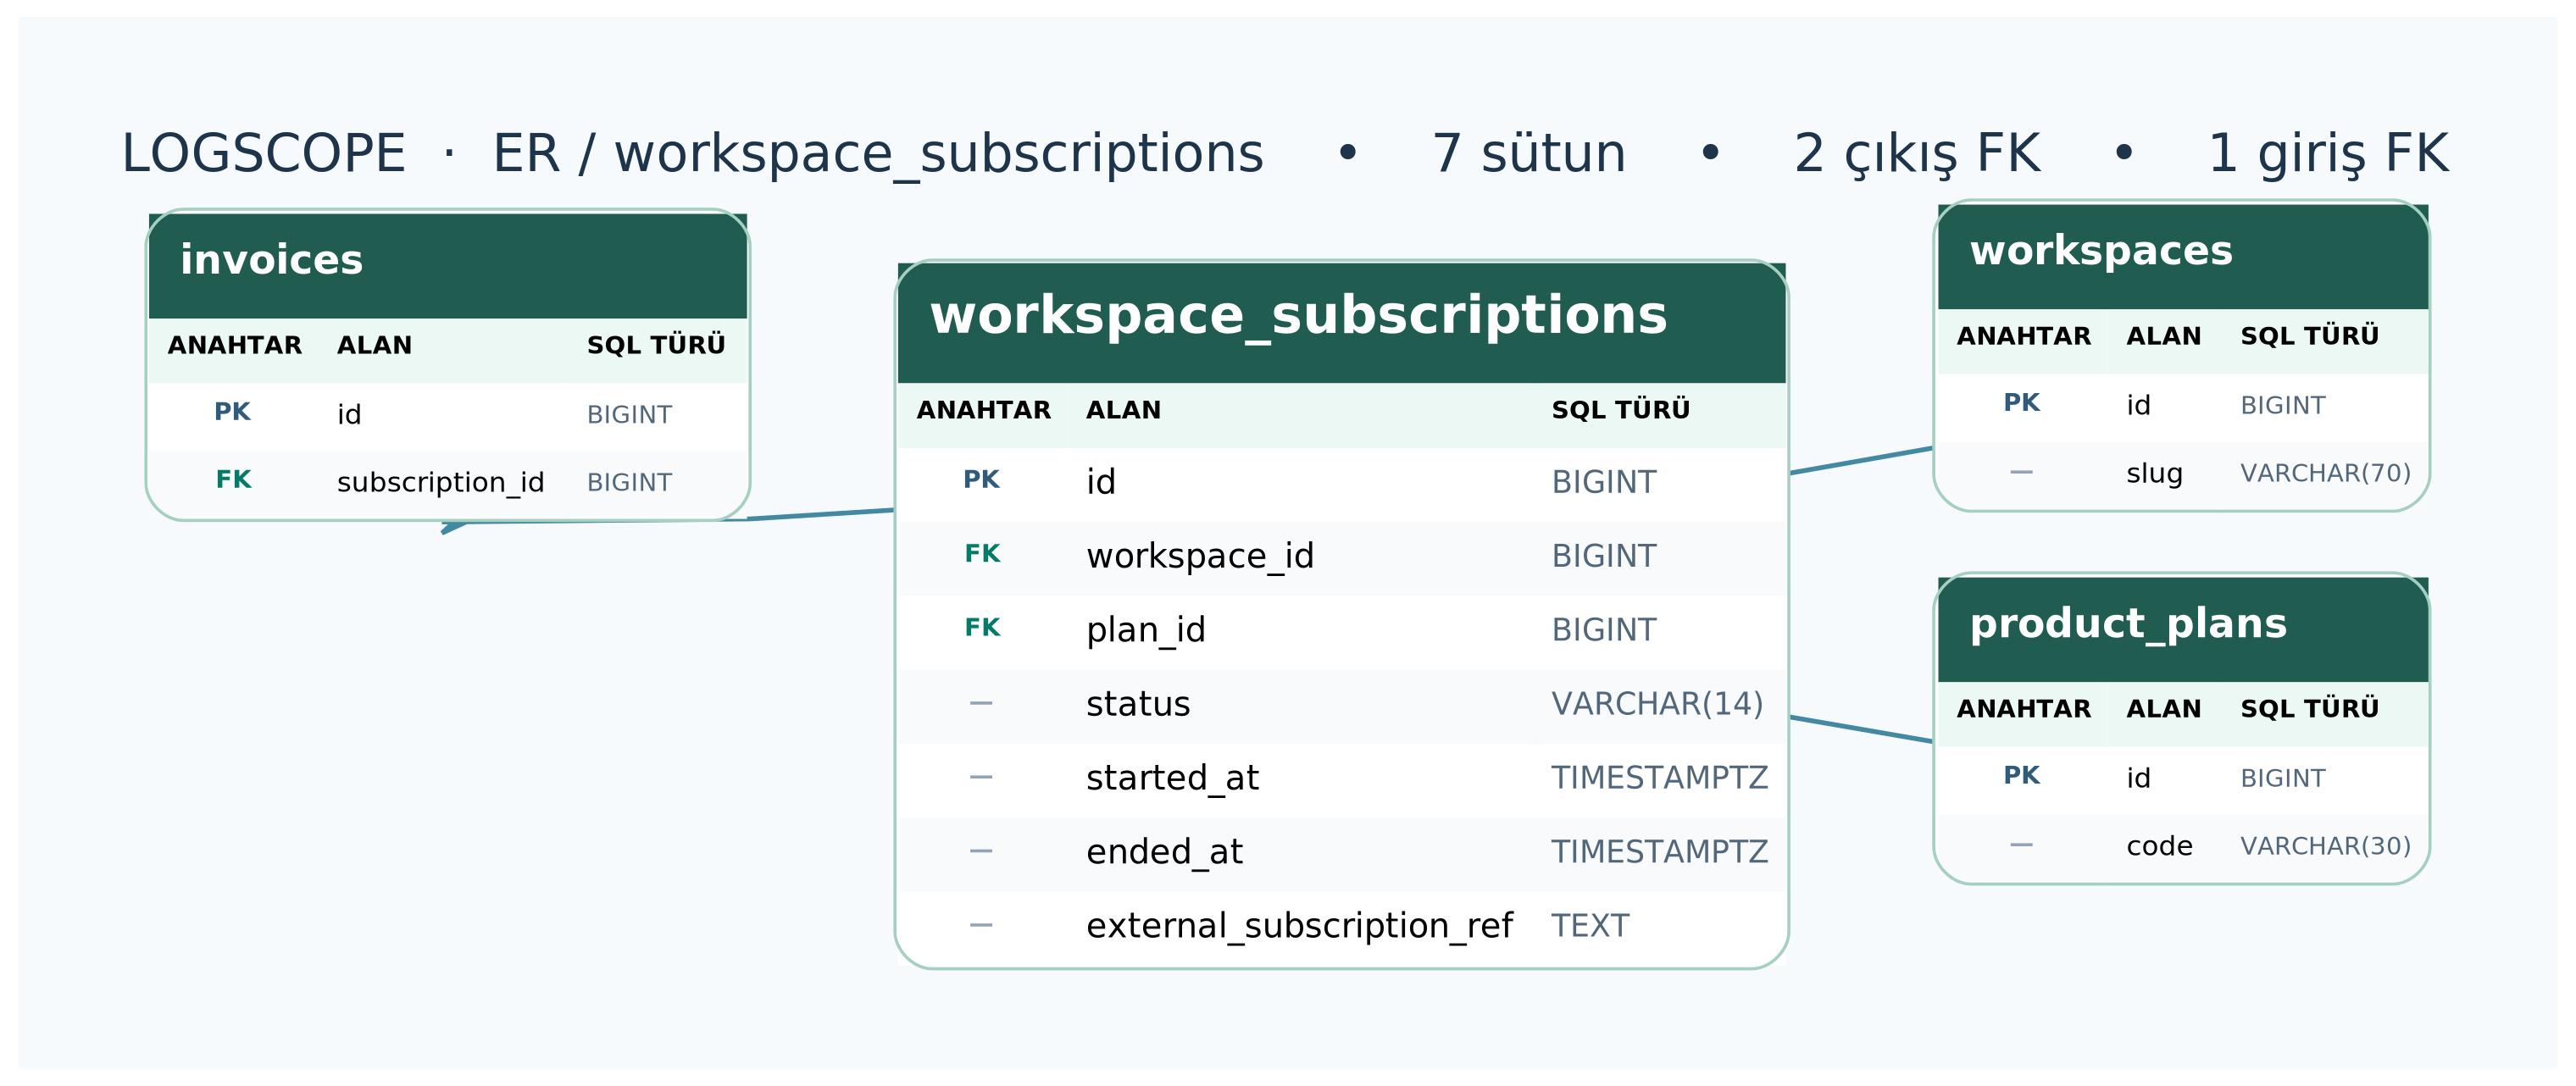 LOGSCOPE · ER / workspace_subscriptions • 7 sütun • 2 çıkış FK • 1 giriş FK
invoices
ANAHTAR ALAN SQL TÜRÜ
PK id BIGINT
FK subscription_id BIGINT
workspace_subscriptions
ANAHTAR ALAN SQL TÜRÜ
PK id BIGINT
FK workspace_id BIGINT
FK plan_id BIGINT
— status VARCHAR(14)
— started_at TIMESTAMPTZ
— ended_at TIMESTAMPTZ
— external_subscription_ref TEXT
workspaces
ANAHTAR ALAN SQL TÜRÜ
PK id BIGINT
— slug VARCHAR(70)
product_plans
ANAHTAR ALAN SQL TÜRÜ
PK id BIGINT
— code VARCHAR(30)